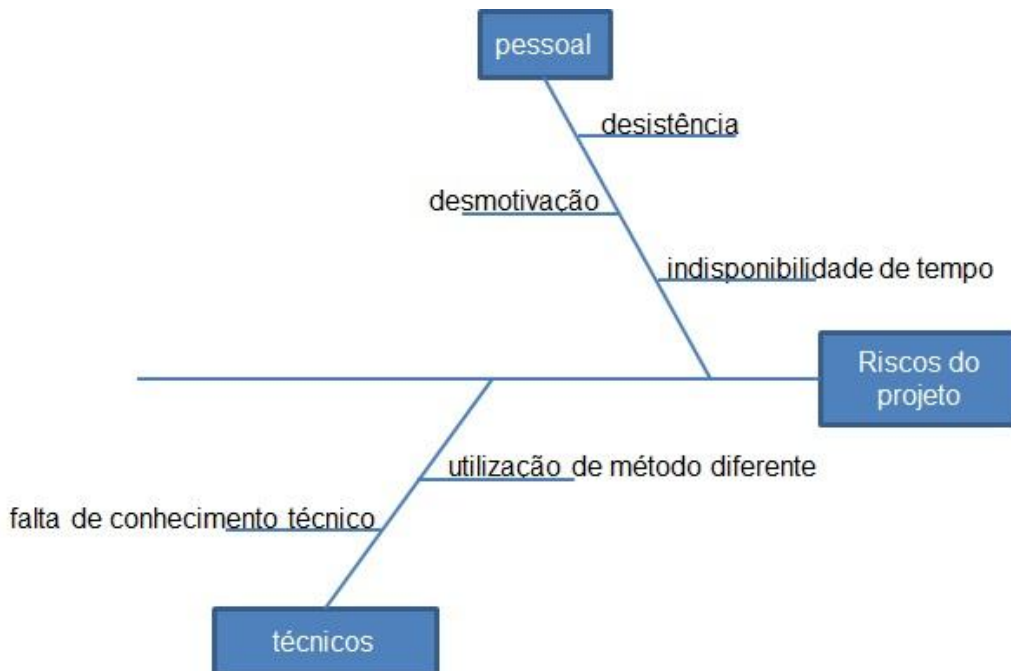 pessoal
desistência
desmotivação
indisponibilidade de tempo
Riscos do
projeto
utilização de método diferente
falta de conhecimento técnico
técnicos